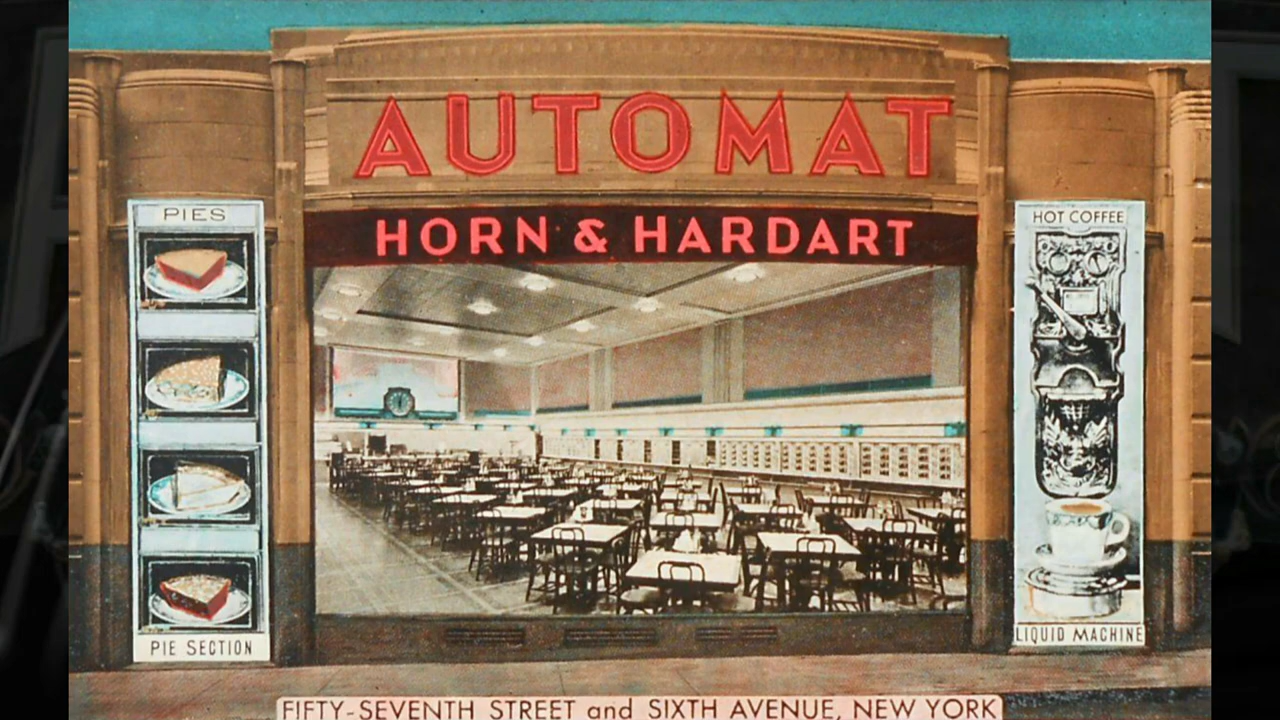 AUTOMAT
HORN & HARDART
PIES
PIE SECTION
HOT COFFEE
LIQUID MACHINE
FIFTY-SEVENTH STREET and SIXTH AVENUE, NEW YORK